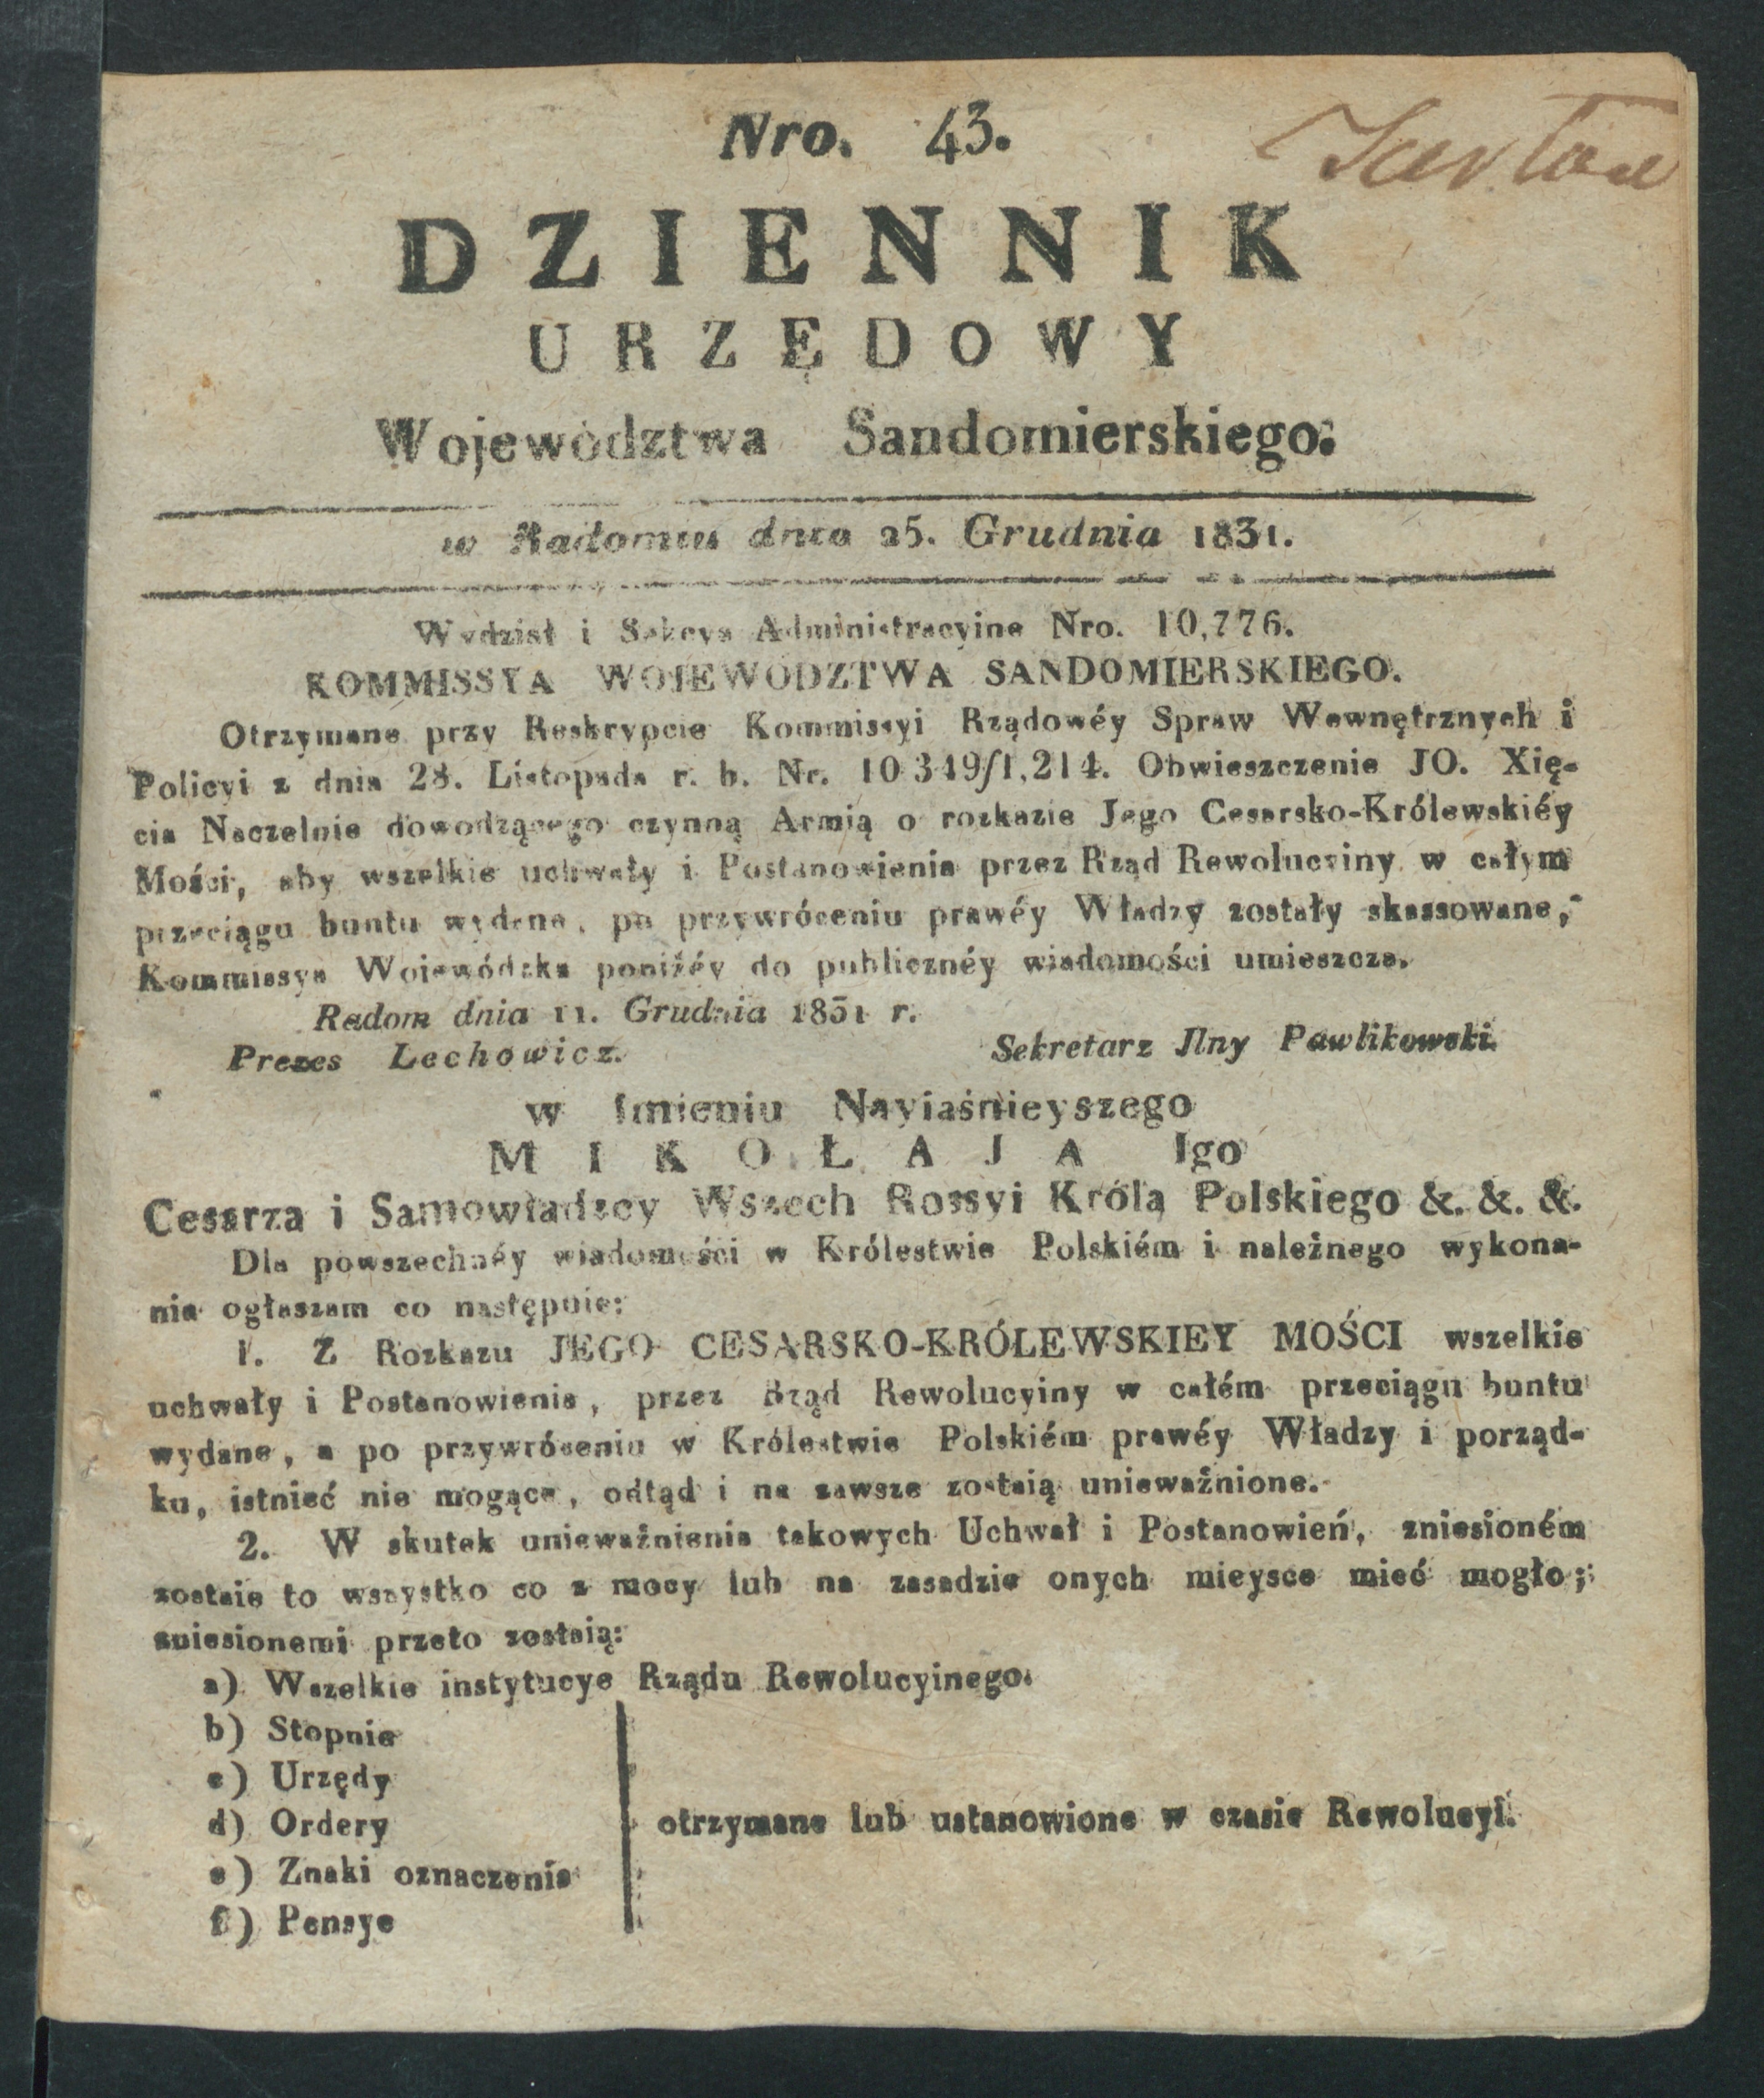 Nro. 43.
DZIENNIK
URZĘDOWY
Województwa Sandomierskiego.
w Radomiu dnia 25. Grudnia 1831.
Wydział i Sekcya Administracyine Nro. 10,776.
KOMMISSYA WOJEWÓDZTWA SANDOMIERSKIEGO.
Otrzymane przy Reskrypcie Kommissyi Rządowéy Spraw Wewnętrznych i
Policyi z dnia 28. Listopada r. b. Nr. 10349/1,214. Obwieszczenie JO. Xię-
cia Naczelnie dowodzącego czynną Armią o rozkazie Jego Cesarsko-Królewskiéy
Mości, aby wszelkie uchwały i Postanowienia przez Rząd Rewolucyiny w całym
przeciągu buntu wydane, po przywróceniu prawéy Władzy zostały skassowane,
Kommissya Wojewódzka poniżéy do publicznéy wiadomości umieszcza.
Radom dnia 11. Grudnia 1831 r.
Prezes Lechowicz. Sekretarz Jlny Pawlikowski.
w Imieniu Nayiaśnieyszego
MIKOŁAJA Igo
Cesarza i Samowładzcy Wszech Rossyi Króla Polskiego &. &. &.
Dla powszechnéy wiadomości w Królestwie Polskiém i należnego wykona-
nia ogłaszam co następuie:
1. Z Rozkazu JEGO CESARSKO-KRÓLEWSKIEY MOŚCI wszelkie
uchwały i Postanowienia, przez Rząd Rewolucyiny w całém przeciągu buntu
wydane, a po przywróceniu w Królestwie Polskiém prawéy Władzy i porząd-
ku, istnieć nie mogące, odtąd i na zawsze zostaią unieważnione.
2. W skutek unieważnienia takowych Uchwał i Postanowień, zniesioném
zostaie to wszystko co z mocy lub na zasadzie onych mieysce mieć mogło;
zniesionemi przeto zostaią:
a) Wszelkie instytucye Rządu Rewolucyinego.
b) Stopnie
c) Urzędy
d) Ordery
e) Znaki oznaczenia
f) Pensye
otrzymane lub ustanowione w czasie Rewolucyi.